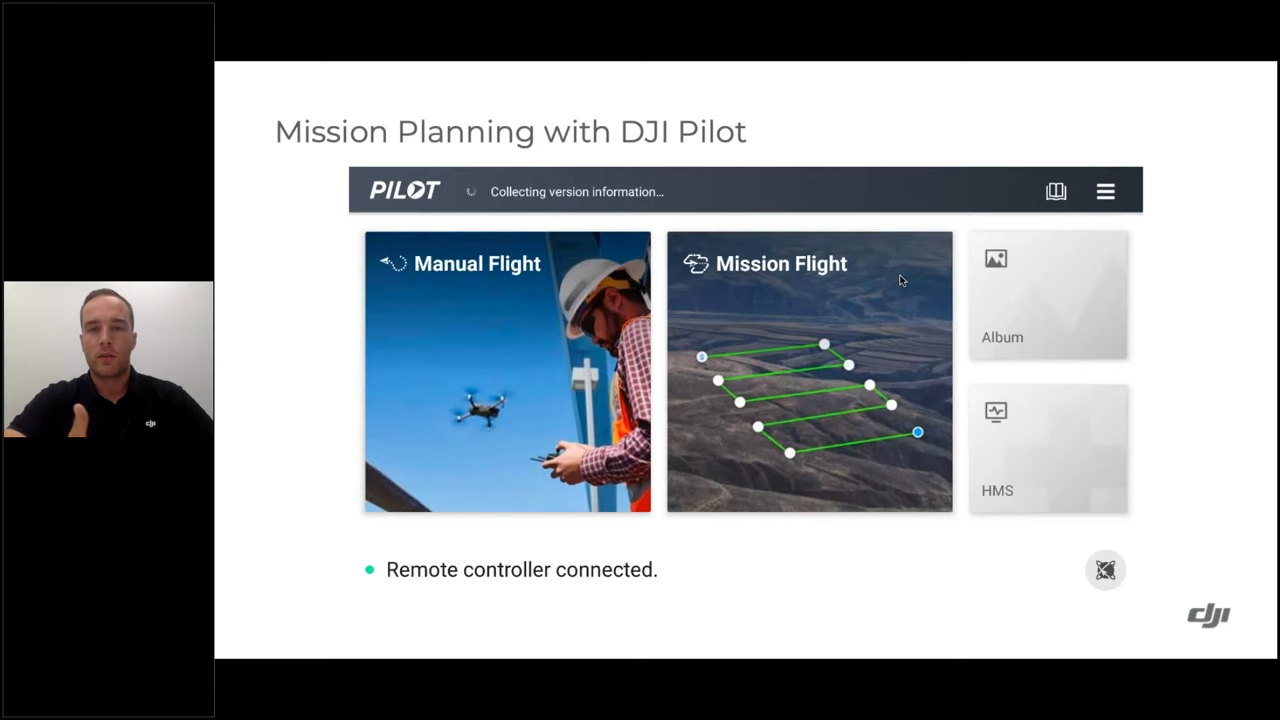 Mission Planning with DJI Pilot
PILOT
Collecting version information...
Manual Flight
Mission Flight
Album
HMS
Remote controller connected.
dji
dji